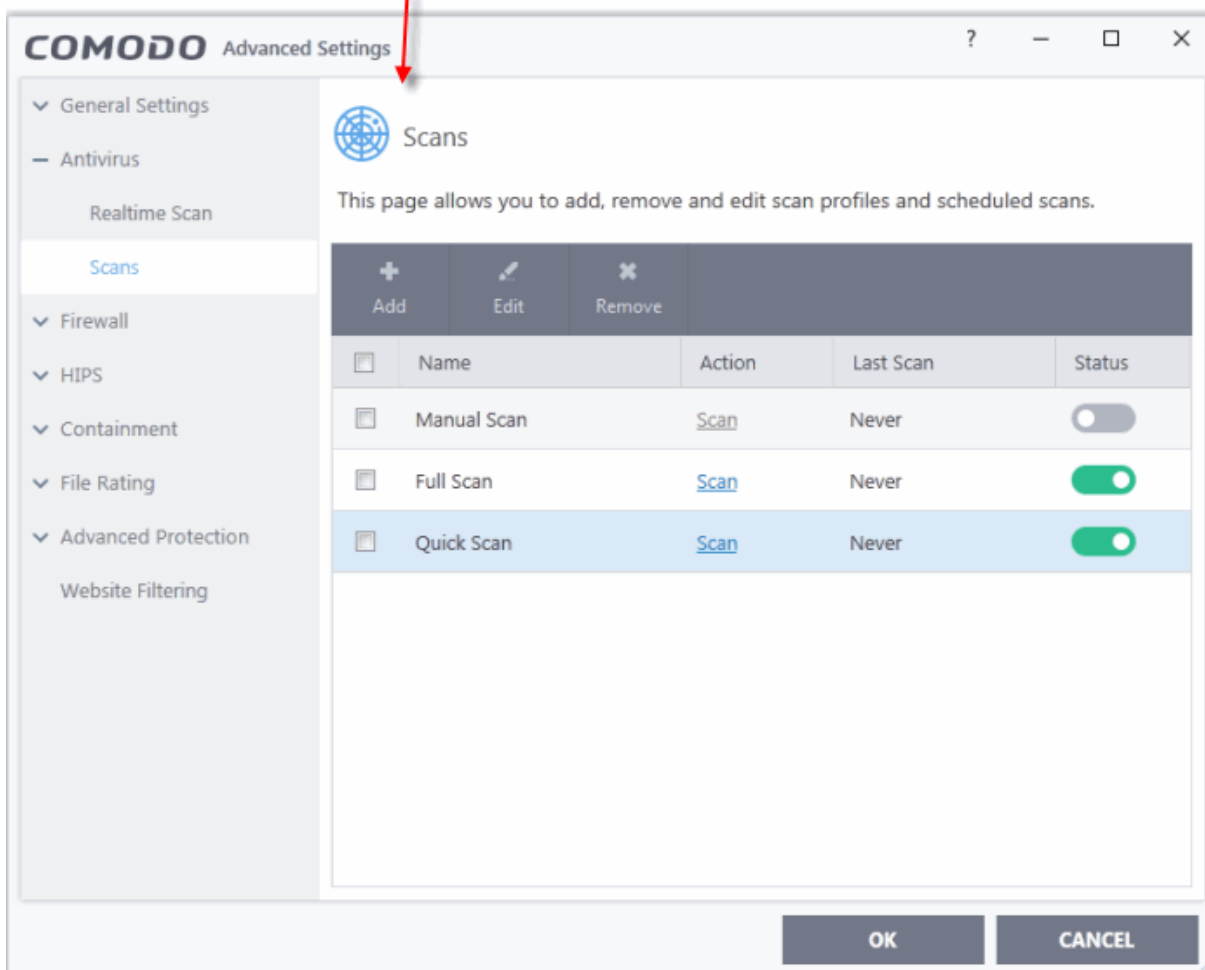 COMODO Advanced Settings ?
General Settings
Antivirus
Realtime Scan
Scans
Firewall
HIPS
Containment
File Rating
Advanced Protection
Website Filtering
Scans
This page allows you to add, remove and edit scan profiles and scheduled scans.
Add Edit Remove
Name Action Last Scan Status
Manual Scan Scan Never
Full Scan Scan Never
Quick Scan Scan Never
OK CANCEL